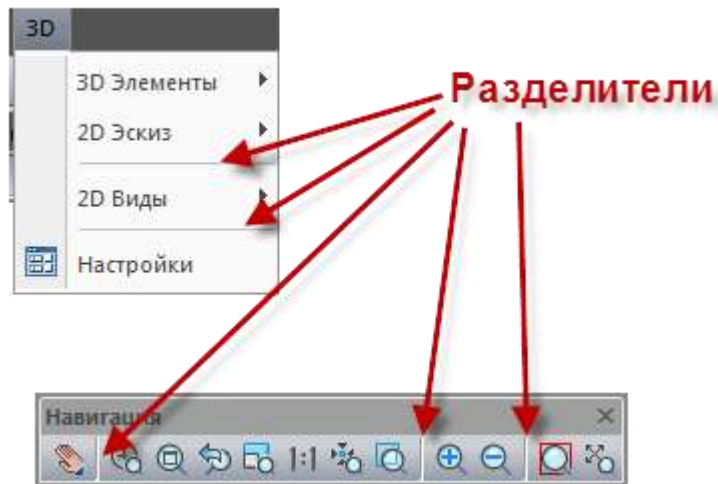 3D
3D Элементы
Разделители
2D Эскиз
2D Виды
Настройки
Навигация
1:1